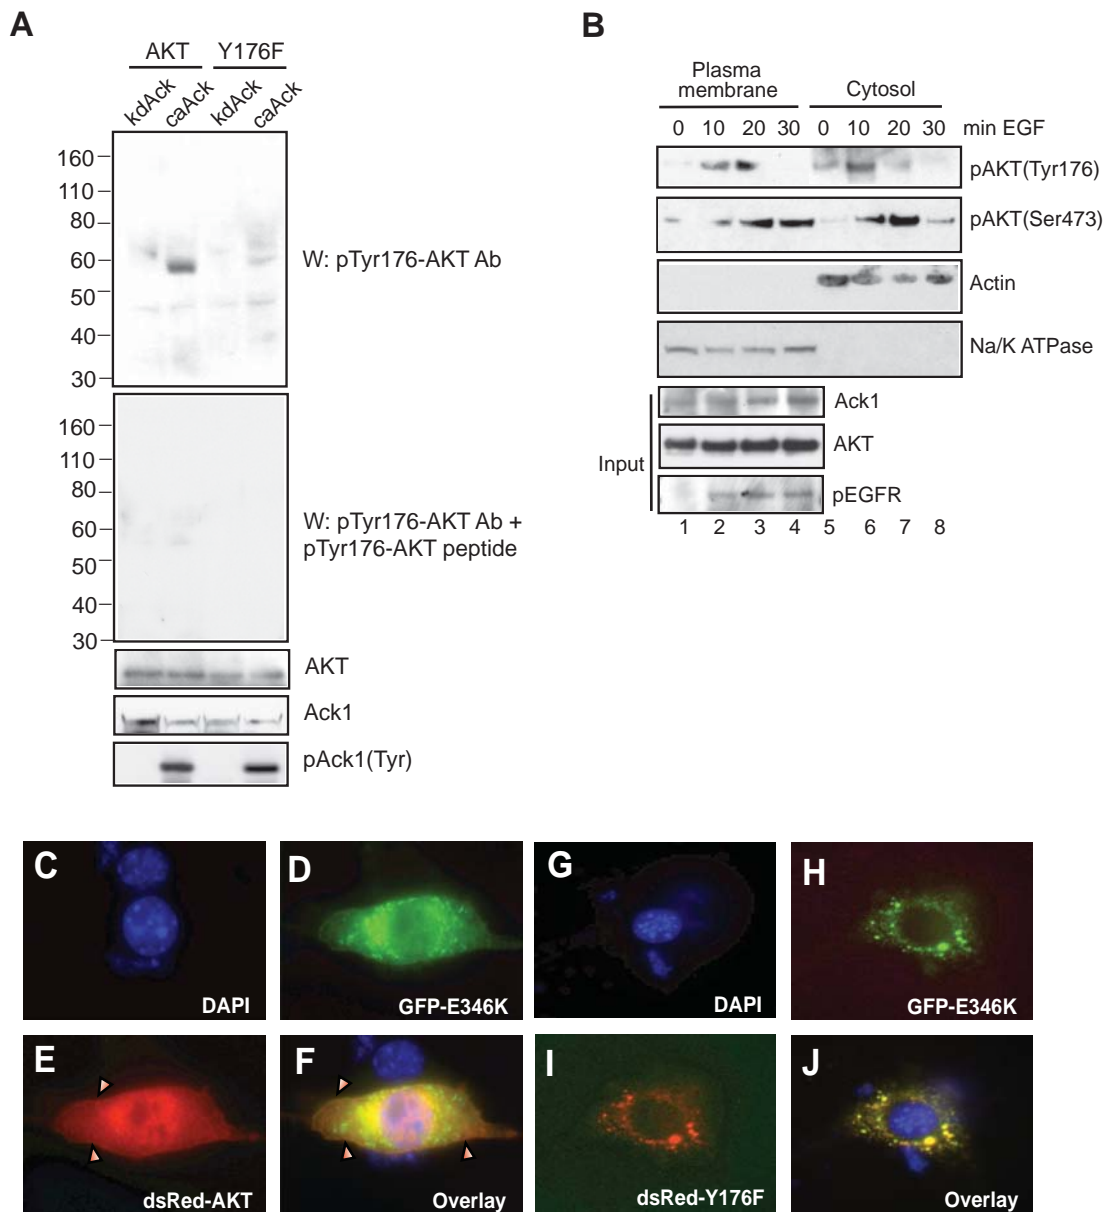 A
AKT Y176F
kdAck caAck kdAck caAck
160
110
80
60
50
40
30
W: pTyr176-AKT Ab
160
110
80
60
50
40
30
W: pTyr176-AKT Ab +
pTyr176-AKT peptide
AKT
Ack1
pAck1(Tyr)
B
Plasma
membrane
Cytosol
0 10 20 30 0 10 20 30 min EGF
pAKT(Tyr176)
pAKT(Ser473)
Actin
Na/K ATPase
Input
Ack1
AKT
pEGFR
1 2 3 4 5 6 7 8
C
DAPI
D
GFP-E346K
G
DAPI
H
GFP-E346K
E
dsRed-AKT
F
Overlay
I
dsRed-Y176F
J
Overlay